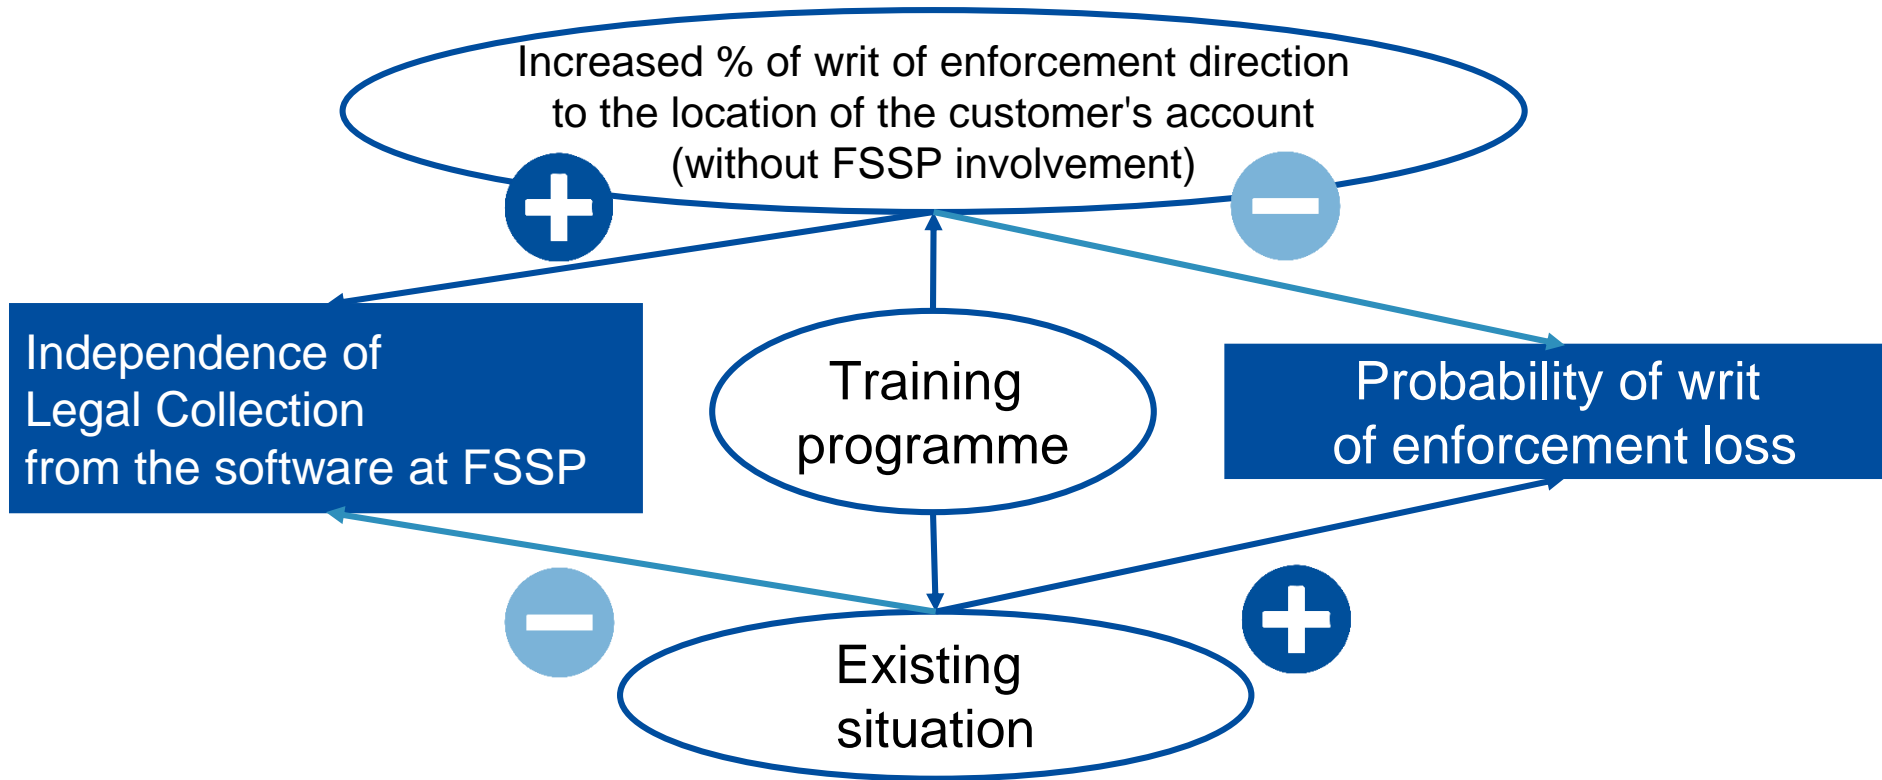 Increased % of writ of enforcement direction
to the location of the customer's account
(without FSSP involvement)
Independence of
Legal Collection
from the software at FSSP
Training
programme
Probability of writ
of enforcement loss
Existing
situation